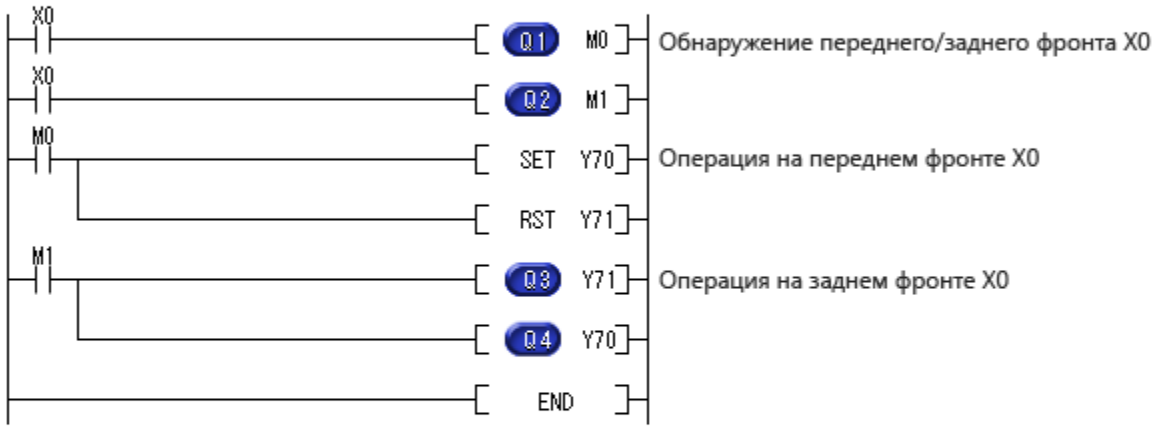 X0
Q1 M0 Обнаружение переднего/заднего фронта X0
X0
Q2 M1
M0
SET Y70 Операция на переднем фронте X0
RST Y71
M1
Q3 Y71 Операция на заднем фронте X0
Q4 Y70
END